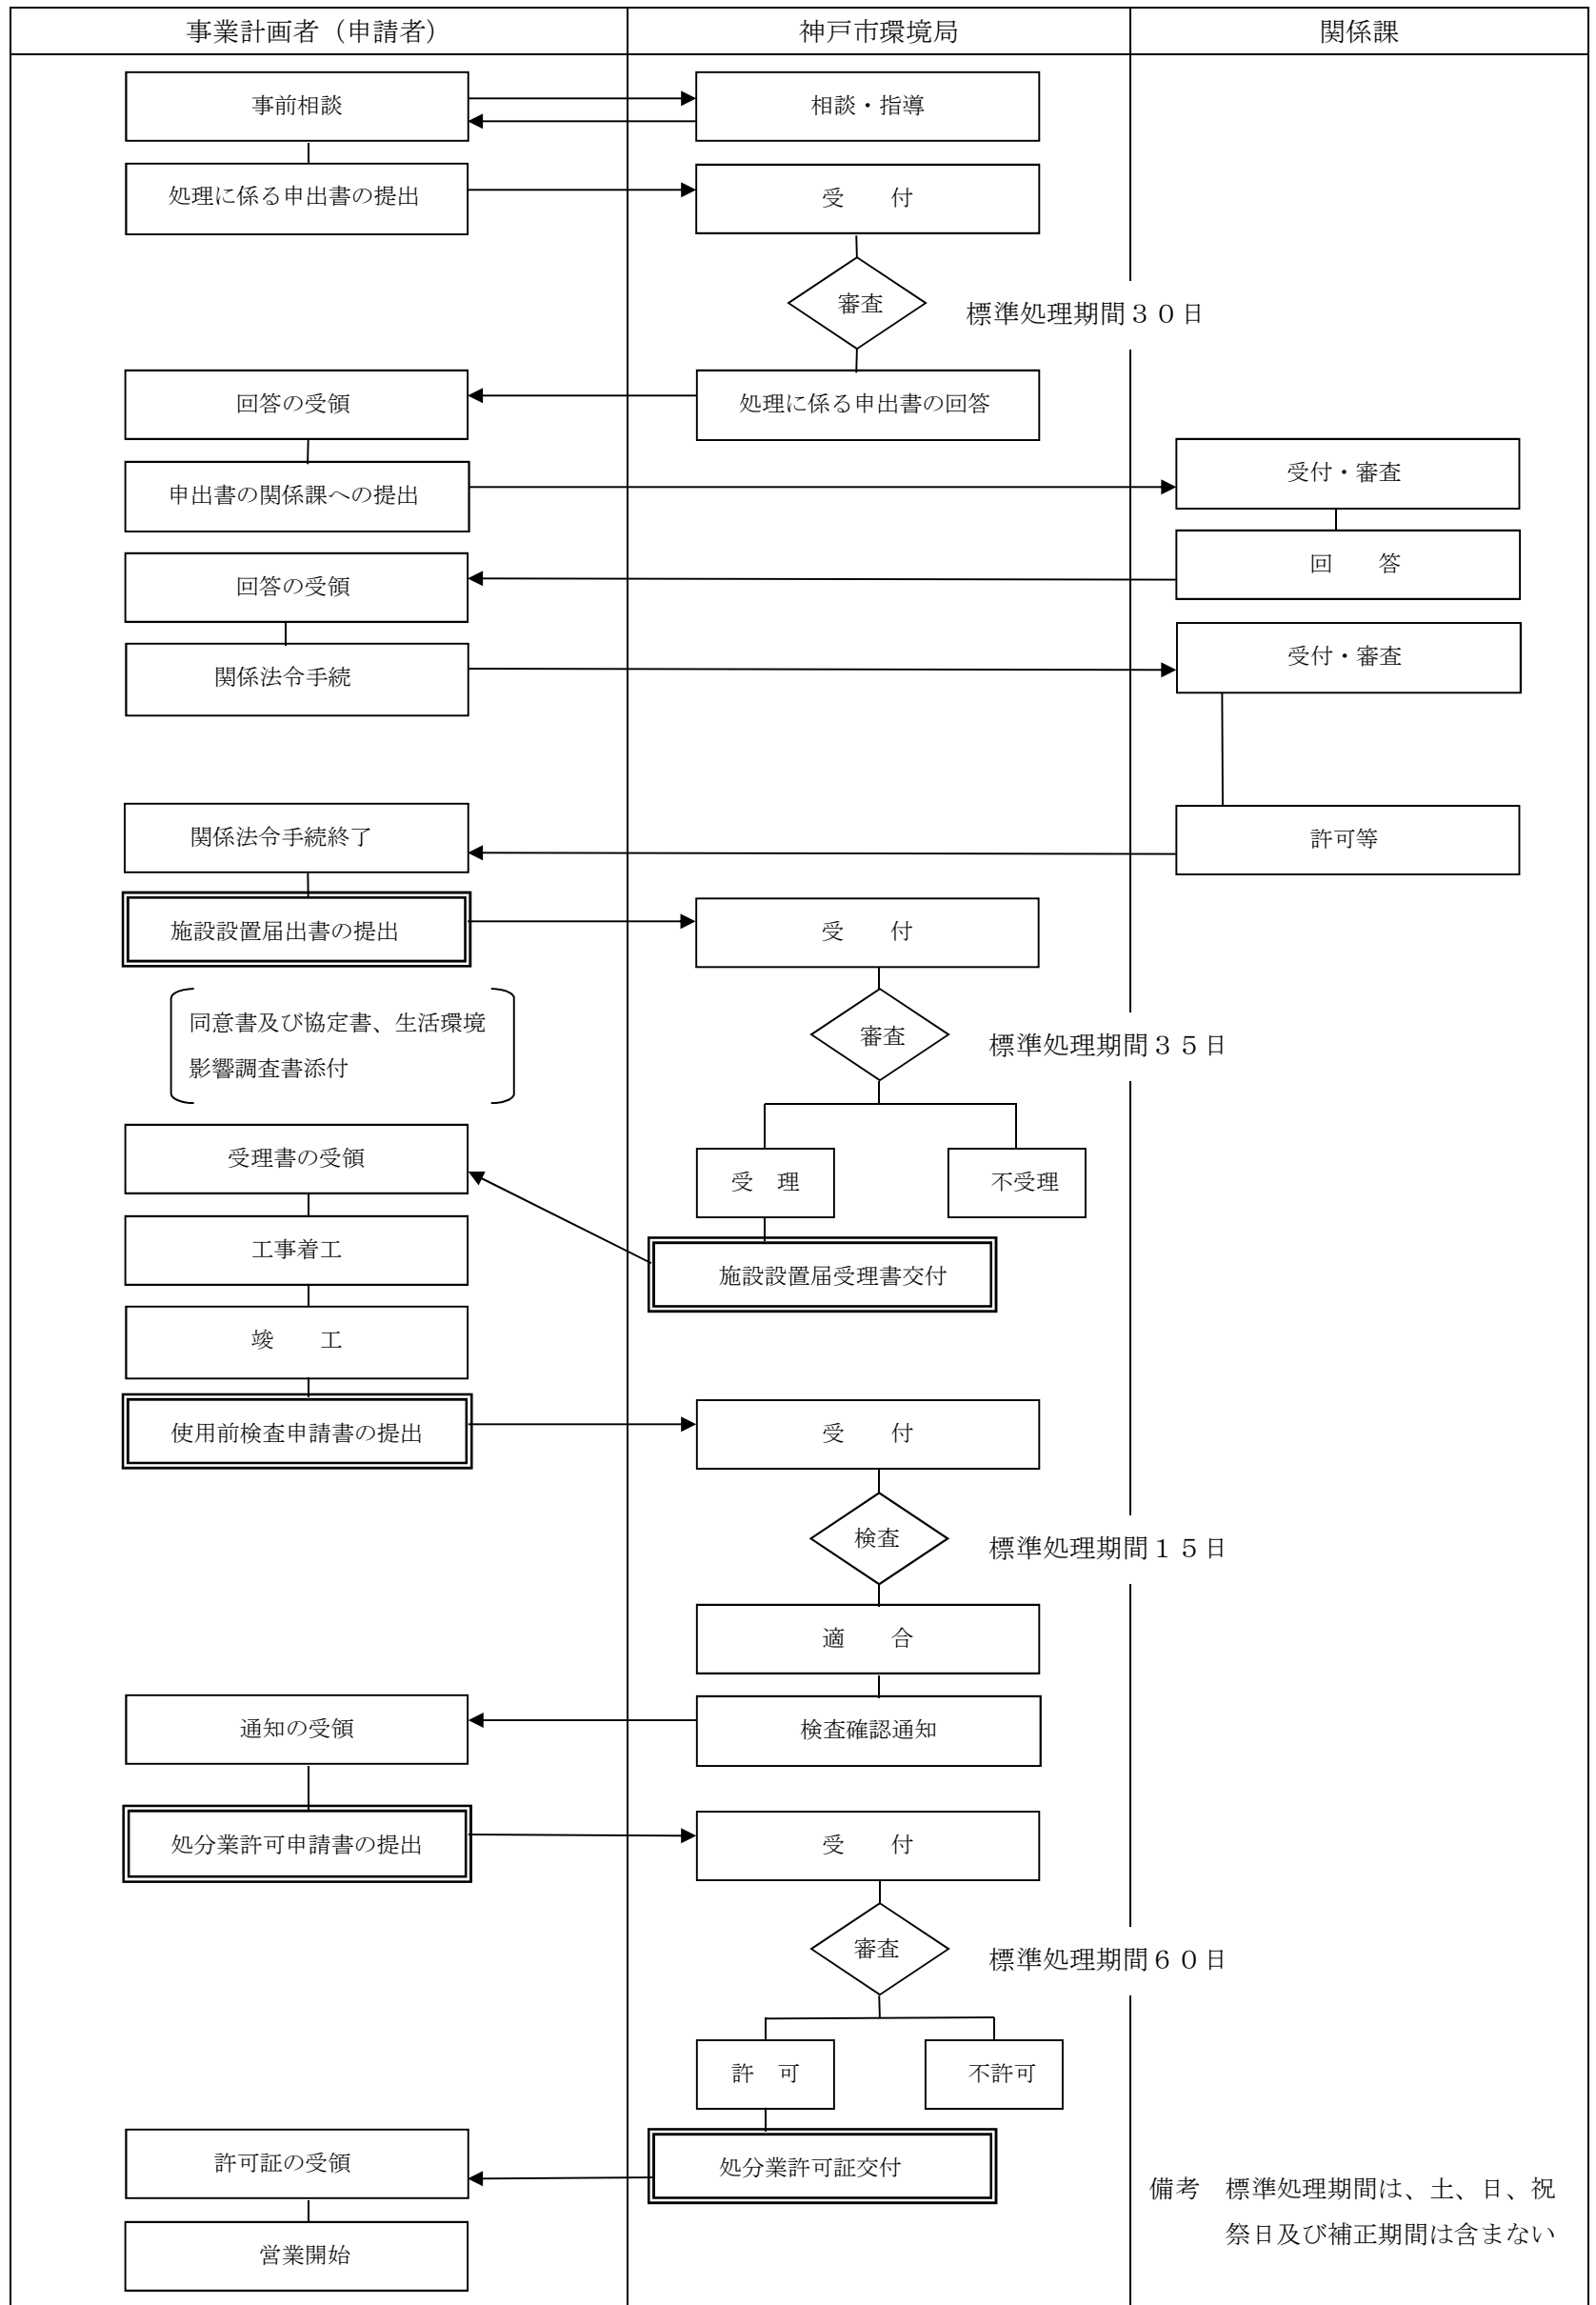 事業計画者（申請者）
神戸市環境局
関係課
事前相談
相談・指導
処理に係る申出書の提出
受　　付
審査
標準処理期間３０日
回答の受領
処理に係る申出書の回答
申出書の関係課への提出
受付・審査
回　　答
回答の受領
関係法令手続
受付・審査
関係法令手続終了
許可等
施設設置届出書の提出
受　　付
同意書及び協定書、生活環境
影響調査書添付
審査
標準処理期間３５日
受理書の受領
受　理
不受理
工事着工
施設設置届受理書交付
竣　　工
使用前検査申請書の提出
受　　付
検査
標準処理期間１５日
適　　合
通知の受領
検査確認通知
処分業許可申請書の提出
受　　付
審査
標準処理期間６０日
許　可
不許可
許可証の受領
処分業許可証交付
営業開始
備考　標準処理期間は、土、日、祝
祭日及び補正期間は含まない